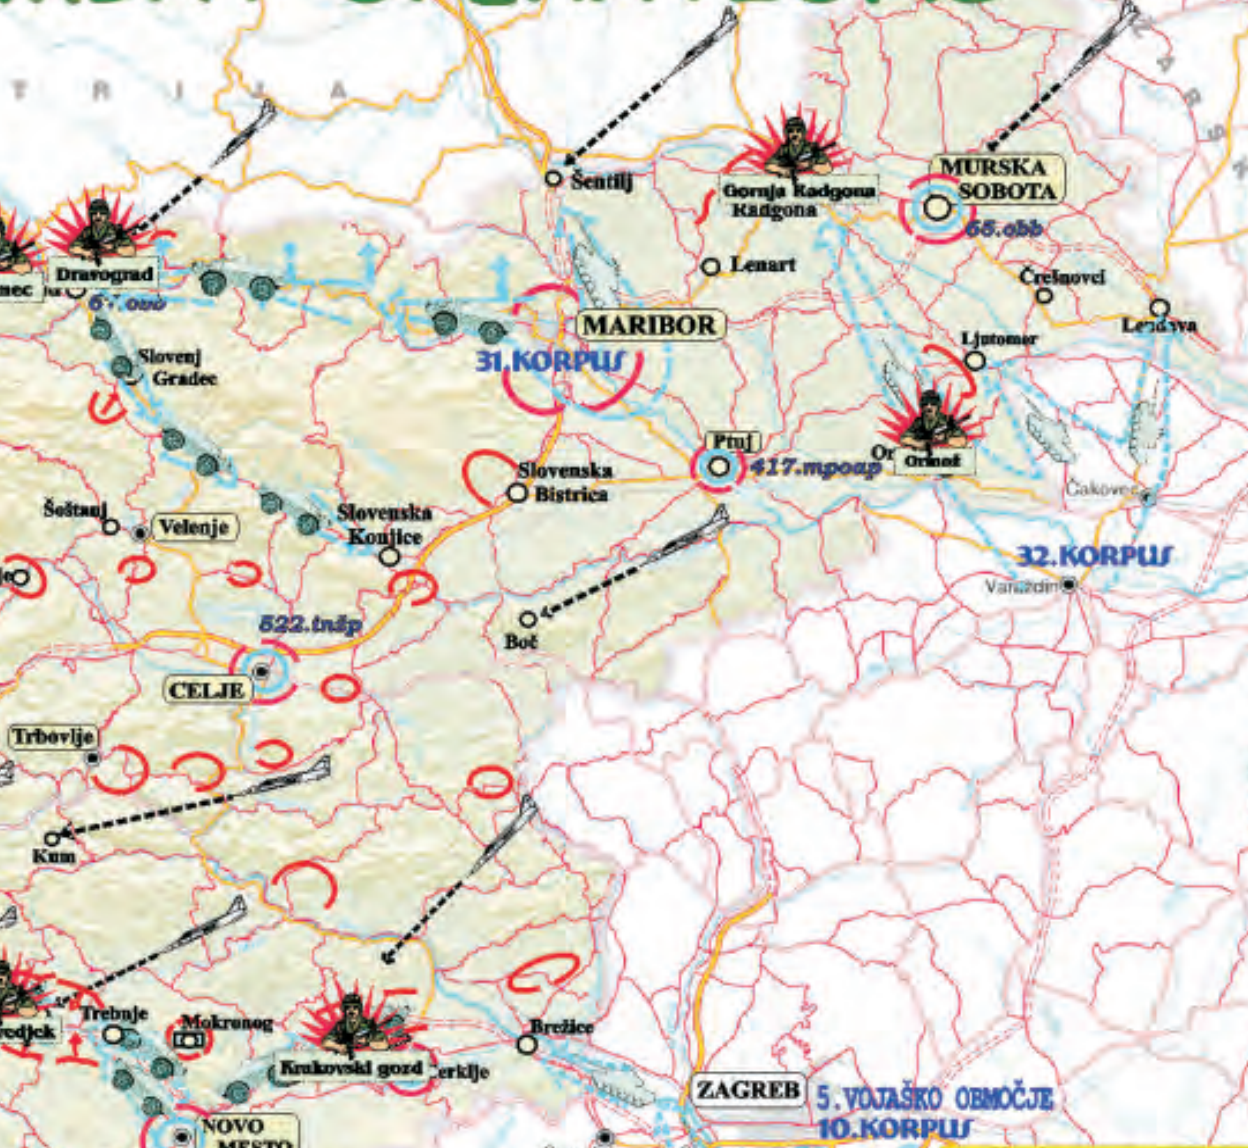 T R I J A
Šentilj
Gornja Radgona
Radgona
MURSKA
SOBOTA
Dravograd
Lenart
Črešnovci
Lendava
MARIBOR
31.KORPUS
Ljutomer
Slovenj
Gradec
Ptuj
417.mpoap
Ormož
Slovenska
Bistrica
Čakovec
Šoštanj
Velenje
Slovenska
Konjice
32.KORPUS
Varaždin
522.inžp
Boč
CELJE
Trbovlje
Kum
Trebnje
Mokronog
Brežice
Krakovski gozd
erklje
ZAGREB
5.VOJAŠKO OBMOČJE
10.KORPUS
NOVO
MESTO